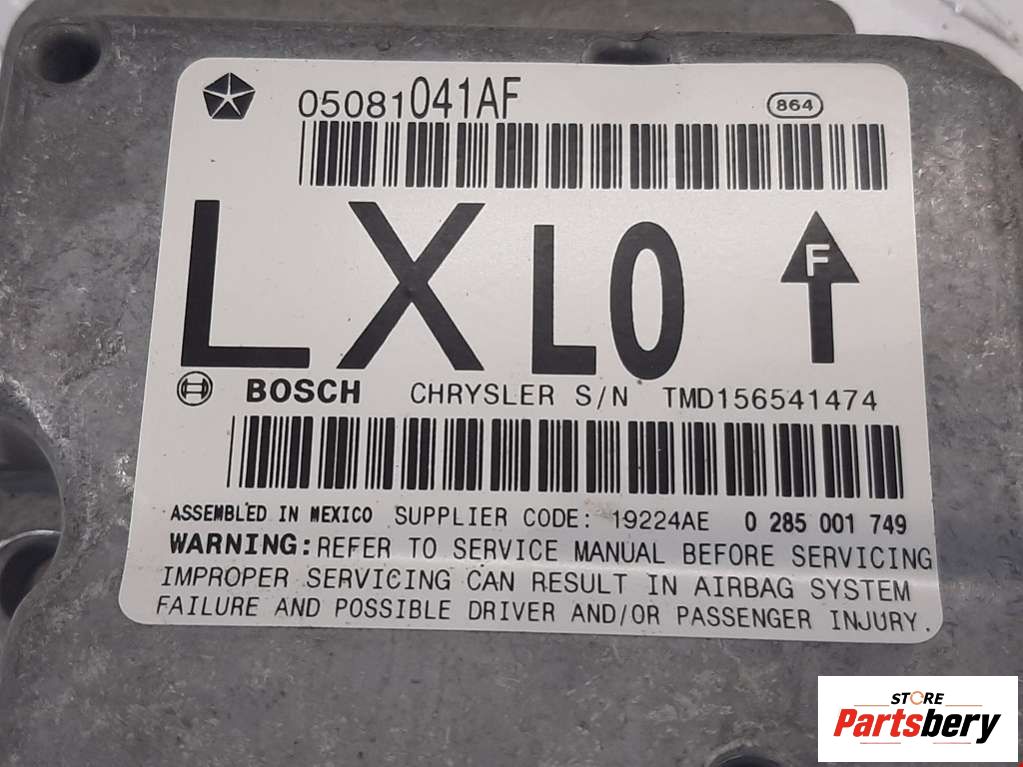 05081041AF 864
LX LO F
BOSCH CHRYSLER S/N TMD156541474
ASSEMBLED IN MEXICO SUPPLIER CODE: 19224AE 0 285 001 749
WARNING: REFER TO SERVICE MANUAL BEFORE SERVICING
IMPROPER SERVICING CAN RESULT IN AIRBAG SYSTEM
FAILURE AND POSSIBLE DRIVER AND/OR PASSENGER INJURY.
STORE
Partsbery